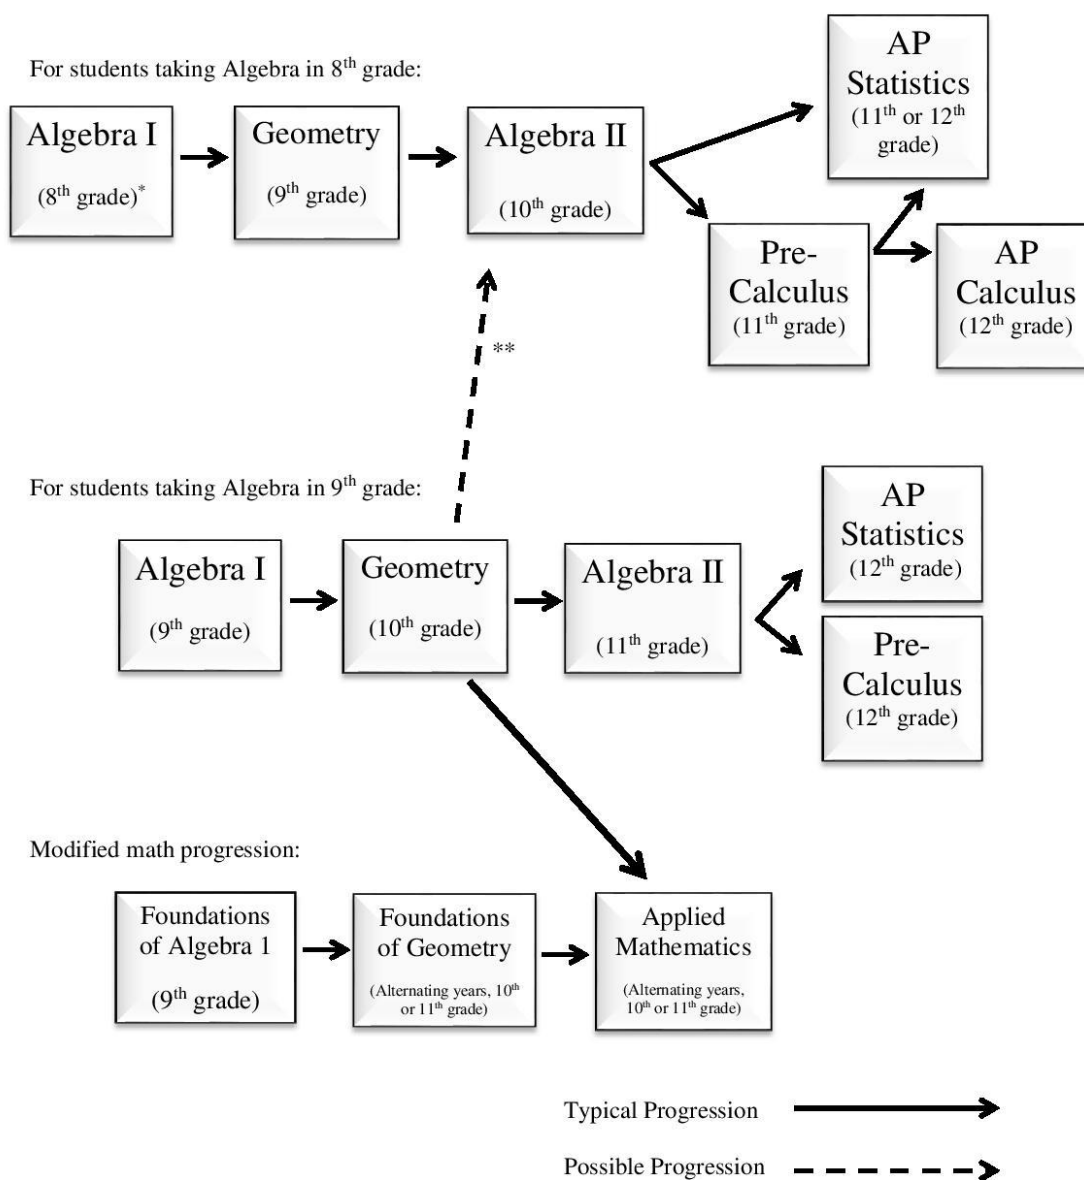 For students taking Algebra in 8th grade:
Algebra I
(8th grade)*
Geometry
(9th grade)
Algebra II
(10th grade)
AP
Statistics
(11th or 12th
grade)
Pre-
Calculus
(11th grade)
AP
Calculus
(12th grade)
**
For students taking Algebra in 9th grade:
Algebra I
(9th grade)
Geometry
(10th grade)
Algebra II
(11th grade)
AP
Statistics
(12th grade)
Pre-
Calculus
(12th grade)
Modified math progression:
Foundations
of Algebra 1
(9th grade)
Foundations
of Geometry
(Alternating years, 10th
or 11th grade)
Applied
Mathematics
(Alternating years,
10th or 11th grade)
Typical Progression
Possible Progression